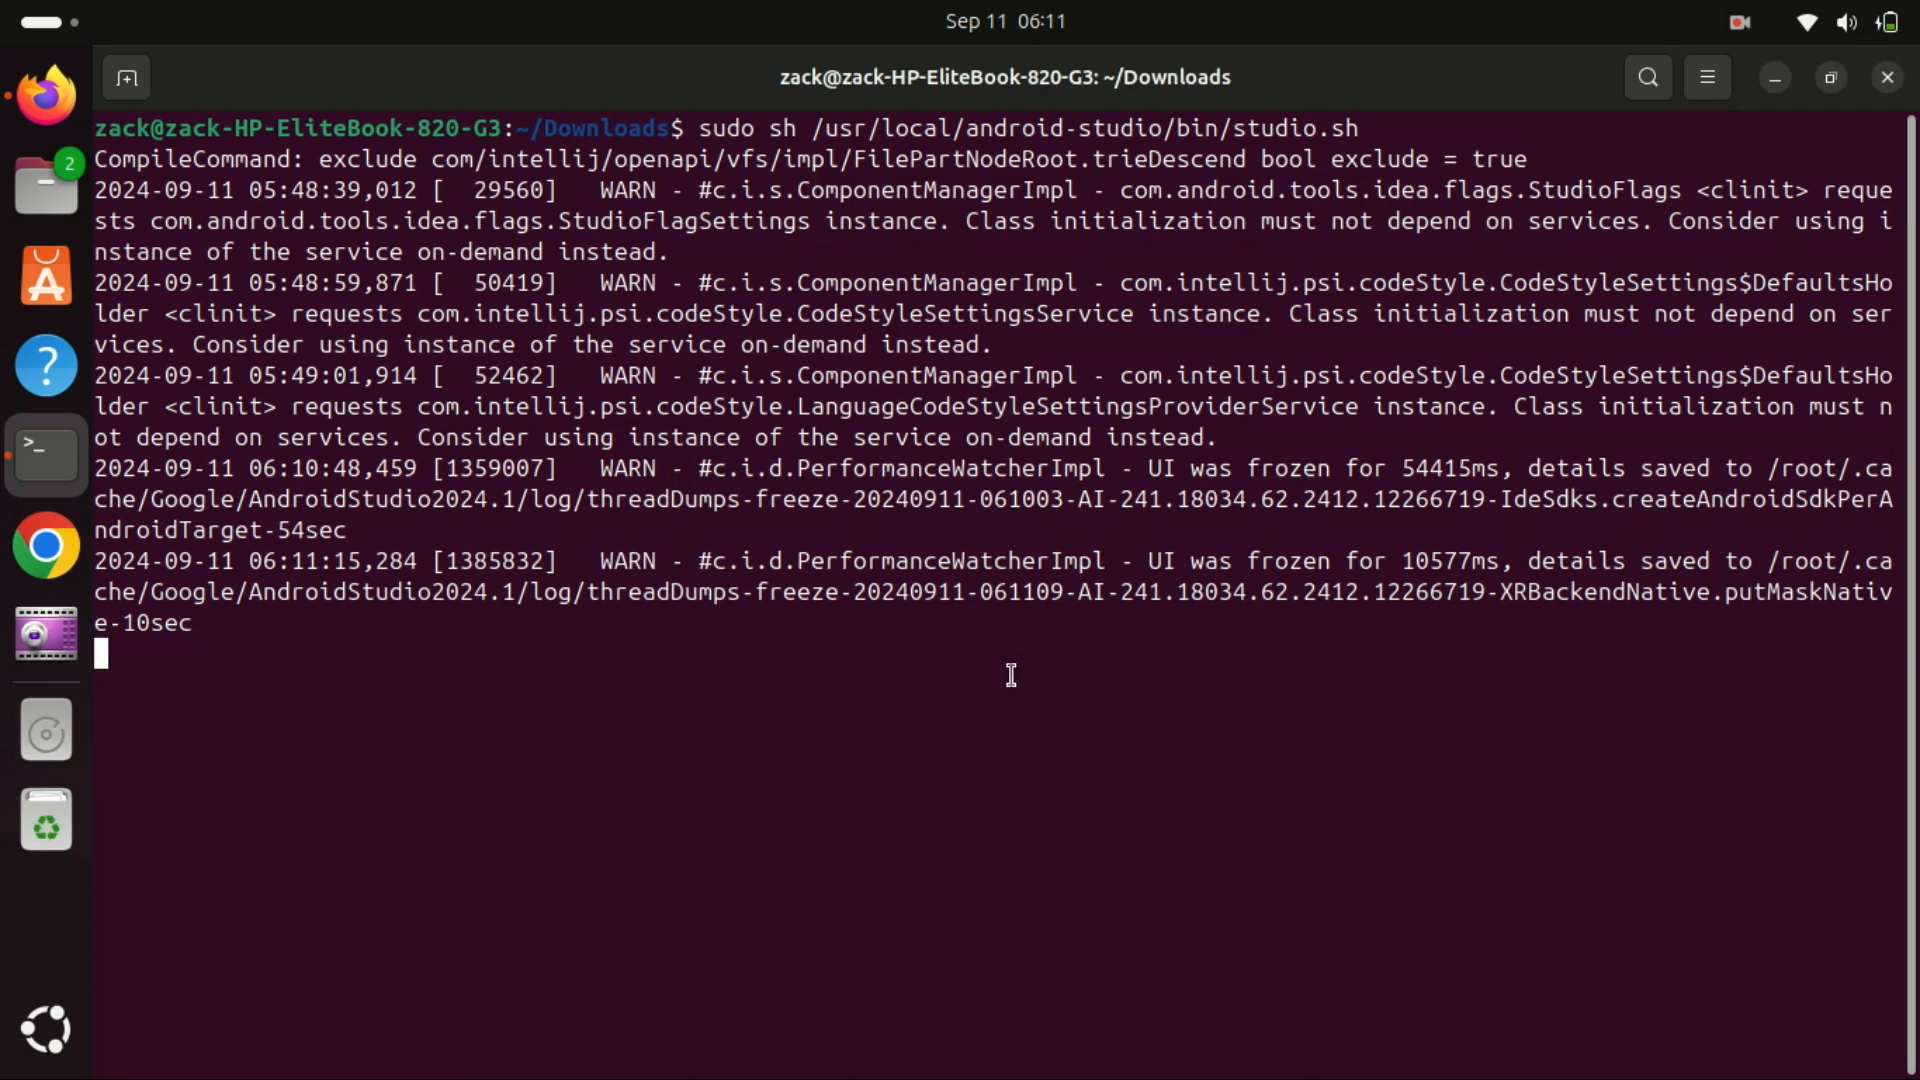 Sep 11 06:11
zack@zack-HP-EliteBook-820-G3: ~/Downloads
2
zack@zack-HP-EliteBook-820-G3:~/Downloads$ sudo sh /usr/local/android-studio/bin/studio.sh
CompileCommand: exclude com/intellij/openapi/vfs/impl/FilePartNodeRoot.trieDescend bool exclude = true
2024-09-11 05:48:39,012 [  29560]   WARN - #c.i.s.ComponentManagerImpl - com.android.tools.idea.flags.StudioFlags <clinit> reque
sts com.android.tools.idea.flags.StudioFlagSettings instance. Class initialization must not depend on services. Consider using i
nstance of the service on-demand instead.
2024-09-11 05:48:59,871 [  50419]   WARN - #c.i.s.ComponentManagerImpl - com.intellij.psi.codeStyle.CodeStyleSettings$DefaultsHo
lder <clinit> requests com.intellij.psi.codeStyle.CodeStyleSettingsService instance. Class initialization must not depend on ser
vices. Consider using instance of the service on-demand instead.
2024-09-11 05:49:01,914 [  52462]   WARN - #c.i.s.ComponentManagerImpl - com.intellij.psi.codeStyle.CodeStyleSettings$DefaultsHo
lder <clinit> requests com.intellij.psi.codeStyle.LanguageCodeStyleSettingsProviderService instance. Class initialization must n
ot depend on services. Consider using instance of the service on-demand instead.
2024-09-11 06:10:48,459 [1359007]   WARN - #c.i.d.PerformanceWatcherImpl - UI was frozen for 54415ms, details saved to /root/.ca
che/Google/AndroidStudio2024.1/log/threadDumps-freeze-20240911-061003-AI-241.18034.62.2412.12266719-IdeSdks.createAndroidSdkPerA
ndroidTarget-54sec
2024-09-11 06:11:15,284 [1385832]   WARN - #c.i.d.PerformanceWatcherImpl - UI was frozen for 10577ms, details saved to /root/.ca
che/Google/AndroidStudio2024.1/log/threadDumps-freeze-20240911-061109-AI-241.18034.62.2412.12266719-XRBackendNative.putMaskNativ
e-10sec